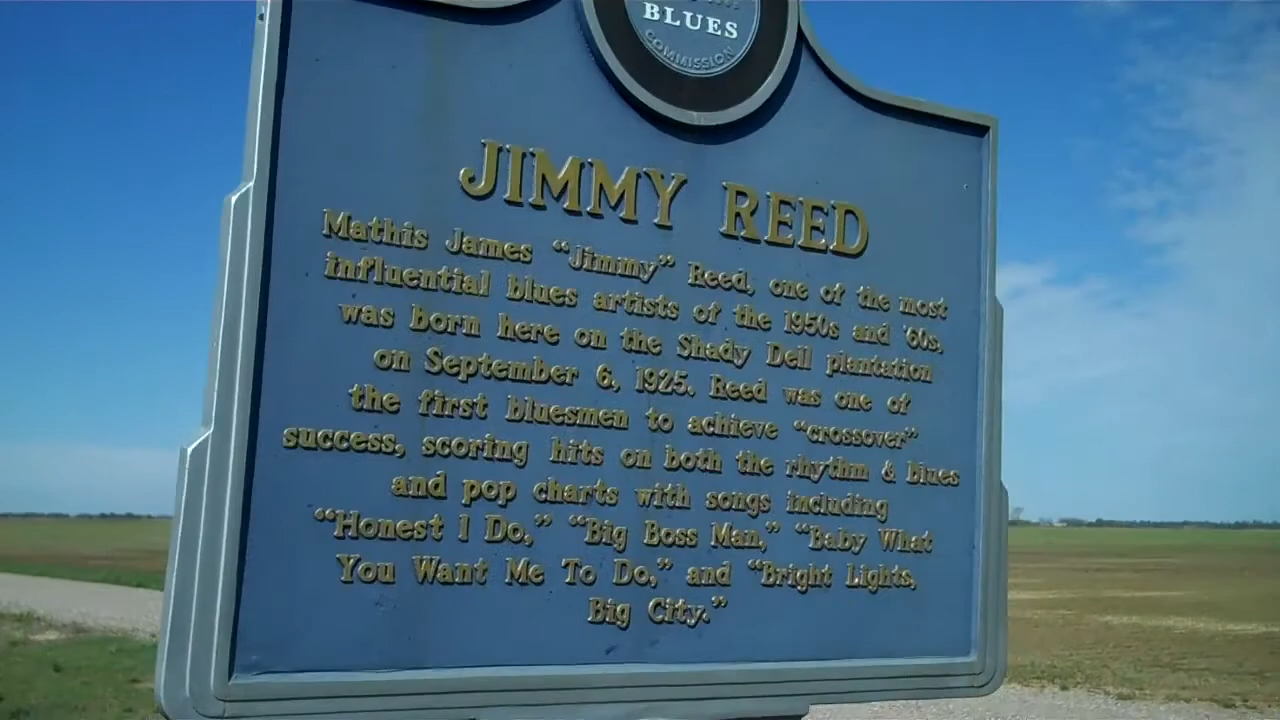 BLUES
COMMISSION
JIMMY REED
Mathis James “Jimmy” Reed, one of the most
influential blues artists of the 1950s and ’60s,
was born here on the Shady Dell plantation
on September 6, 1925. Reed was one of
the first bluesmen to achieve “crossover”
success, scoring hits on both the rhythm & blues
and pop charts with songs including
“Honest I Do,” “Big Boss Man,” “Baby What
You Want Me To Do,” and “Bright Lights,
Big City.”